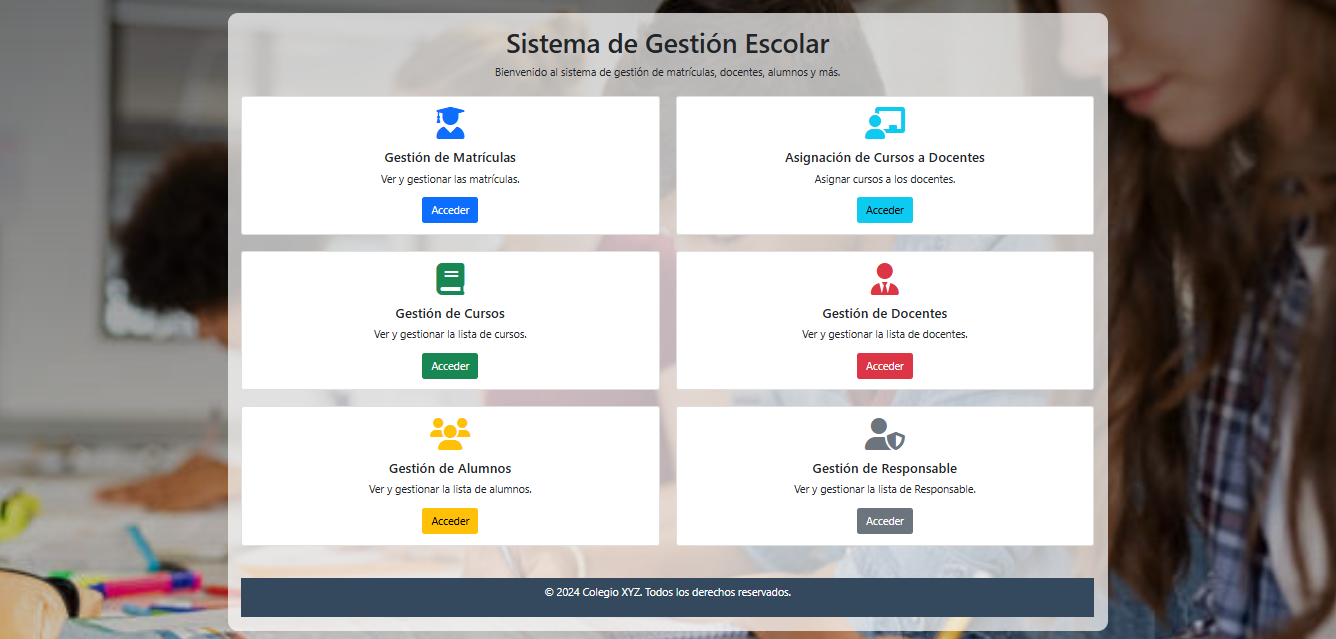 Sistema de Gestión Escolar
Bienvenido al sistema de gestión de matrículas, docentes, alumnos y más.
Gestión de Matrículas
Ver y gestionar las matrículas.
Acceder
Asignación de Cursos a Docentes
Asignar cursos a los docentes.
Acceder
Gestión de Cursos
Ver y gestionar la lista de cursos.
Acceder
Gestión de Docentes
Ver y gestionar la lista de docentes.
Acceder
Gestión de Alumnos
Ver y gestionar la lista de alumnos.
Acceder
Gestión de Responsable
Ver y gestionar la lista de Responsable.
Acceder
© 2024 Colegio XYZ. Todos los derechos reservados.